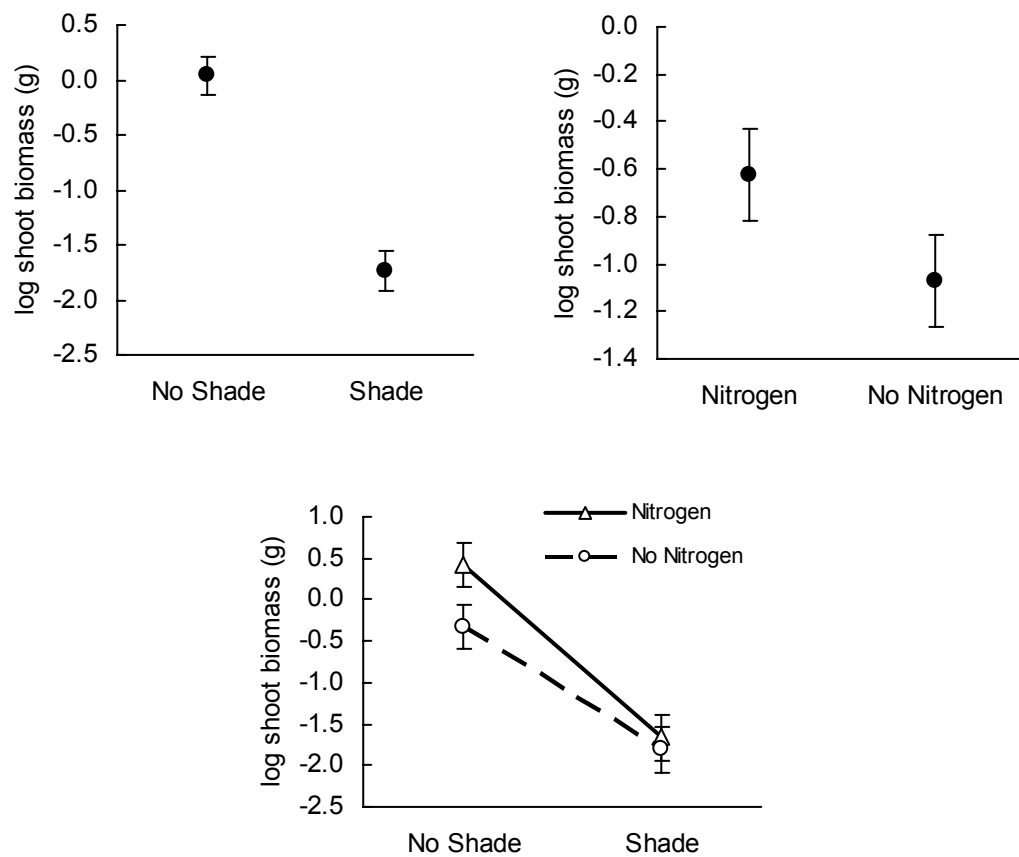 log shoot biomass (g)
0.5
0.0
-0.5
-1.0
-1.5
-2.0
-2.5
No Shade Shade
log shoot biomass (g)
0.0
-0.2
-0.4
-0.6
-0.8
-1.0
-1.2
-1.4
Nitrogen No Nitrogen
log shoot biomass (g)
1.0
0.5
0.0
-0.5
-1.0
-1.5
-2.0
-2.5
Nitrogen
No Nitrogen
No Shade Shade